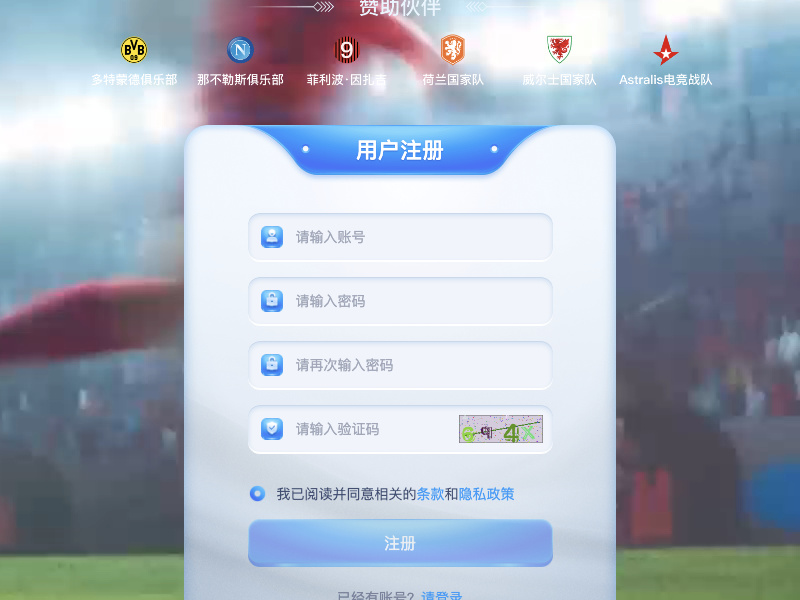 赞助伙伴
BVB 09
N
9
多特蒙德俱乐部 那不勒斯俱乐部 菲利波·因扎吉 荷兰国家队 威尔士国家队 Astralis电竞战队
用户注册
请输入账号
请输入密码
请再次输入密码
请输入验证码
我已阅读并同意相关的条款和隐私政策
注册
已经有账号？请登录